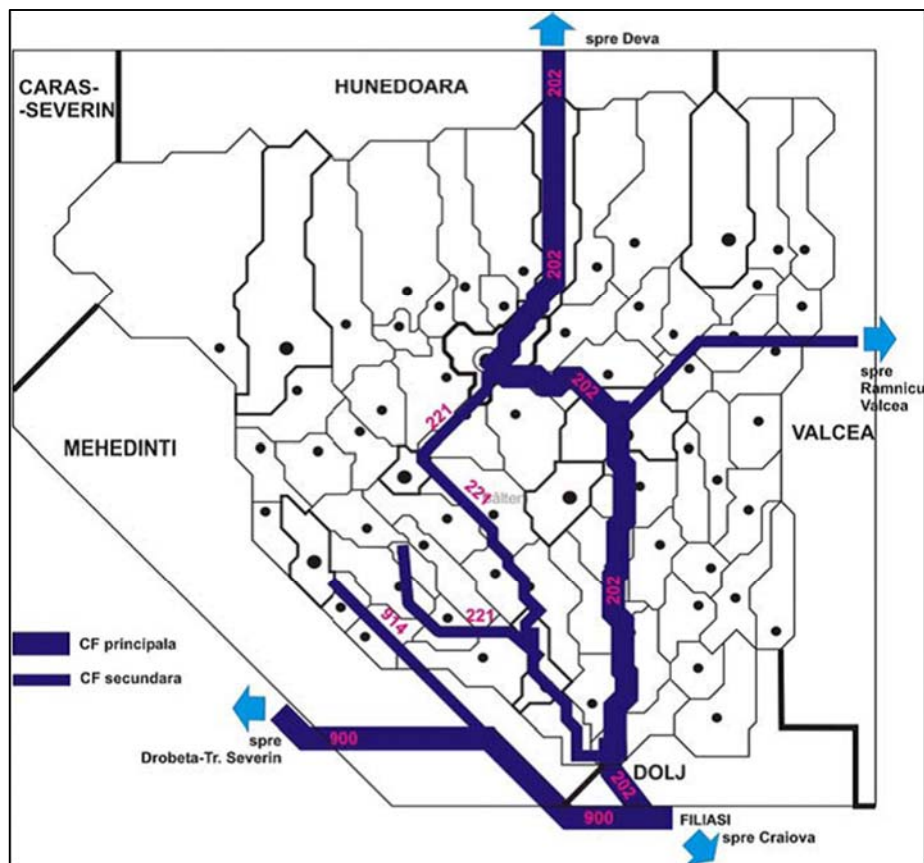 spre Deva
CARAS-
-SEVERIN
HUNEDOARA
202
202
spre
Ramnicu
Valcea
202
221
MEHEDINTI
VALCEA
221
202
914
221
CF principala
CF secundara
spre
Drobeta-Tr. Severin
900
DOLJ
202
900
FILIASI
spre Craiova